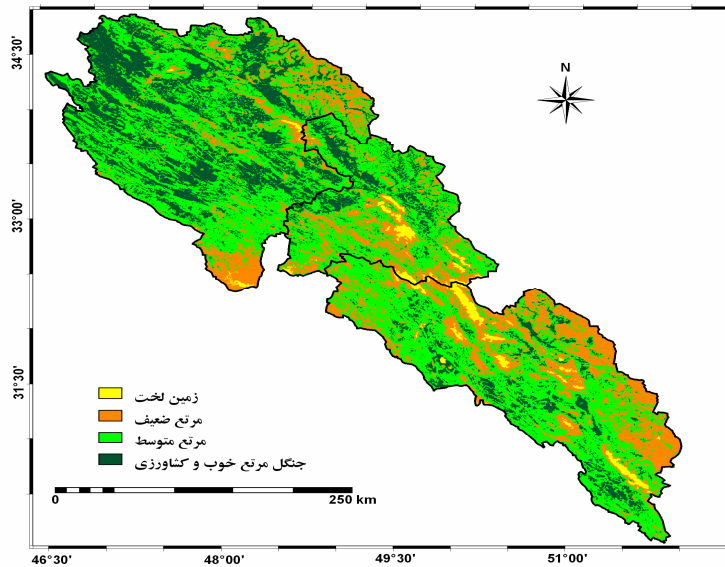 N
34°30'
33°00'
31°30'
زمین لخت
مرتع ضعیف
مرتع متوسط
جنگل مرتع خوب و کشاورزی
0 250 km
46°30' 48°00' 49°30' 51°00'